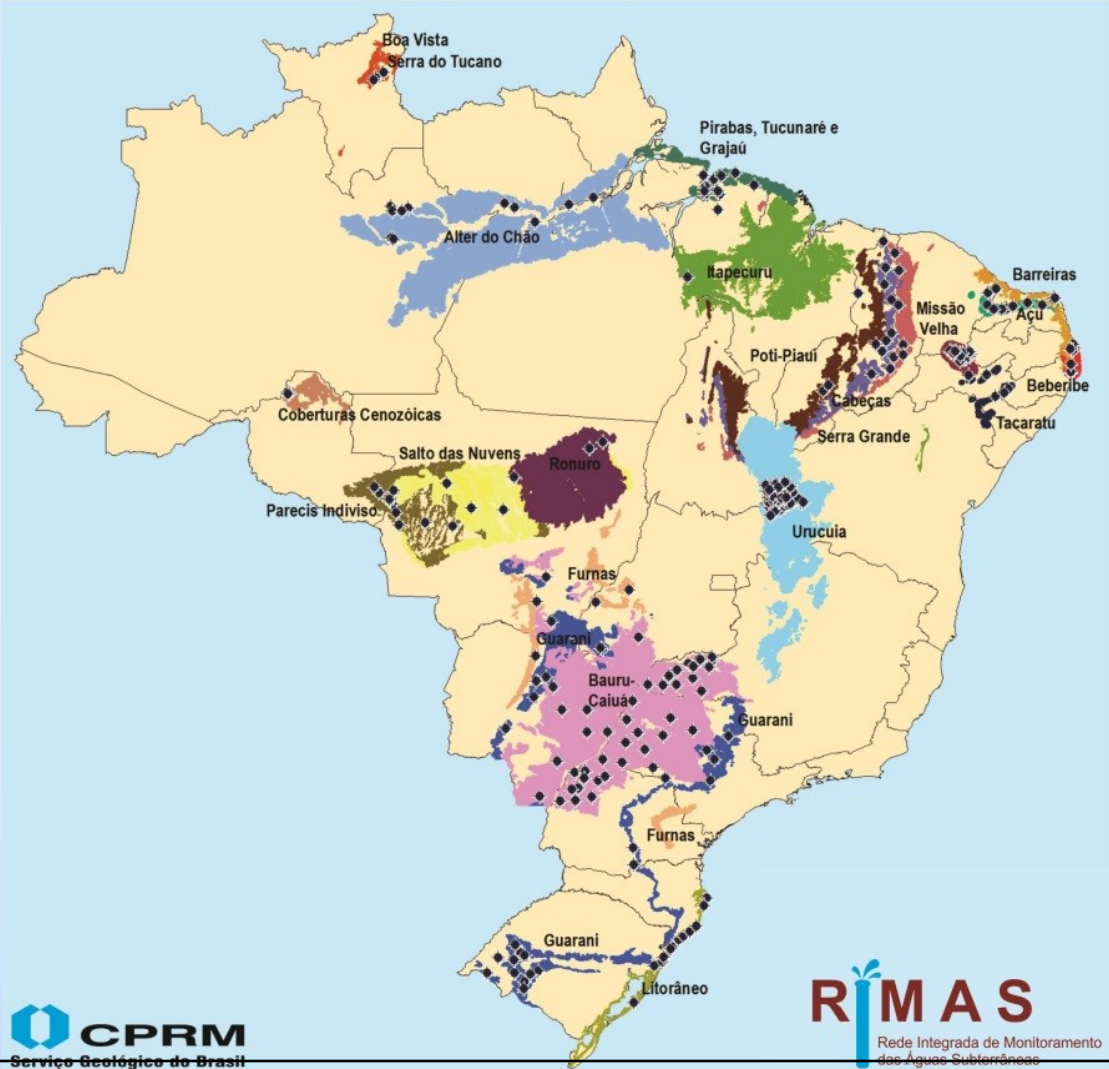 Boa Vista
Serra do Tucano
Pirabas, Tucunaré e
Grajaú
Alter do Chão
Itapecuru
Barreiras
Missão
Velha
Açu
Poti-Piaui
Beberibe
Cabeças
Tacaratu
Coberturas Cenozóicas
Serra Grande
Salto das Nuvens
Ronuro
Parecis Indiviso.
Urucuia
Furnas
Guarani
Bauru-
Caiuá
Guarani
Furnas
Guarani
Litorâneo
CPRM
Serviço Geológico do Brasil
RIMAS
Rede Integrada de Monitoramento
das Águas Subterrâneas